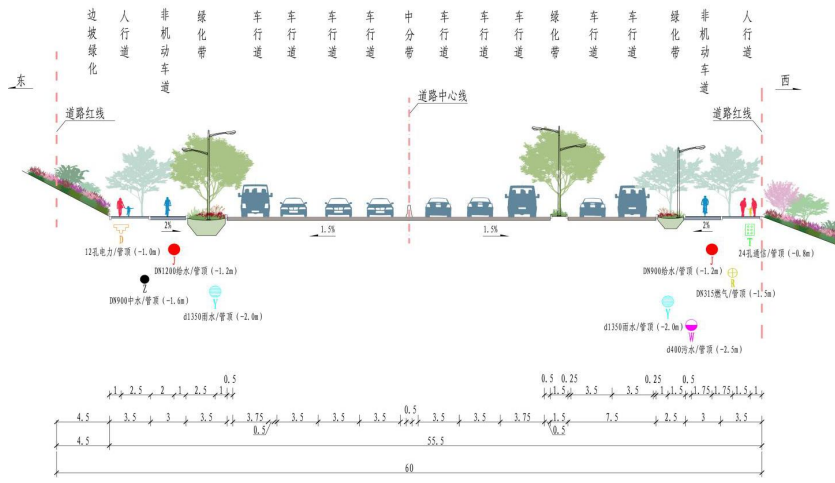 边坡绿化
人行道
非机动车道
绿化带
车行道
车行道
车行道
车行道
中分带
车行道
车行道
车行道
绿化带
车行道
车行道
绿化带
非机动车道
人行道
东
西
道路红线
道路中心线
道路红线
2%
1.5%
1.5%
2%
D
12孔电力/管顶(-1.0m)
J
DN1200给水/管顶(-1.2m)
Z
DN900中水/管顶(-1.6m)
Y
d1350雨水/管顶(-2.0m)
J
DN900给水/管顶(-1.2m)
T
24孔通信/管顶(-0.8m)
R
DN315燃气/管顶(-1.5m)
Y
d1350雨水/管顶(-2.0m)
W
d400污水/管顶(-2.5m)
0.5
0.5 0.25 0.25 0.5
1 2.5 2 1 2.5 1 1.5 3.5 3.5 1 1.5 1.75 1.75 1.5 1
4.5 3.5 3 3.5 3.75 3.5 3.5 3.5 0.5 3.5 3.5 3.75 1.5 7.5 2.5 3 3.5
0.5 0.5
4.5 55.5
60